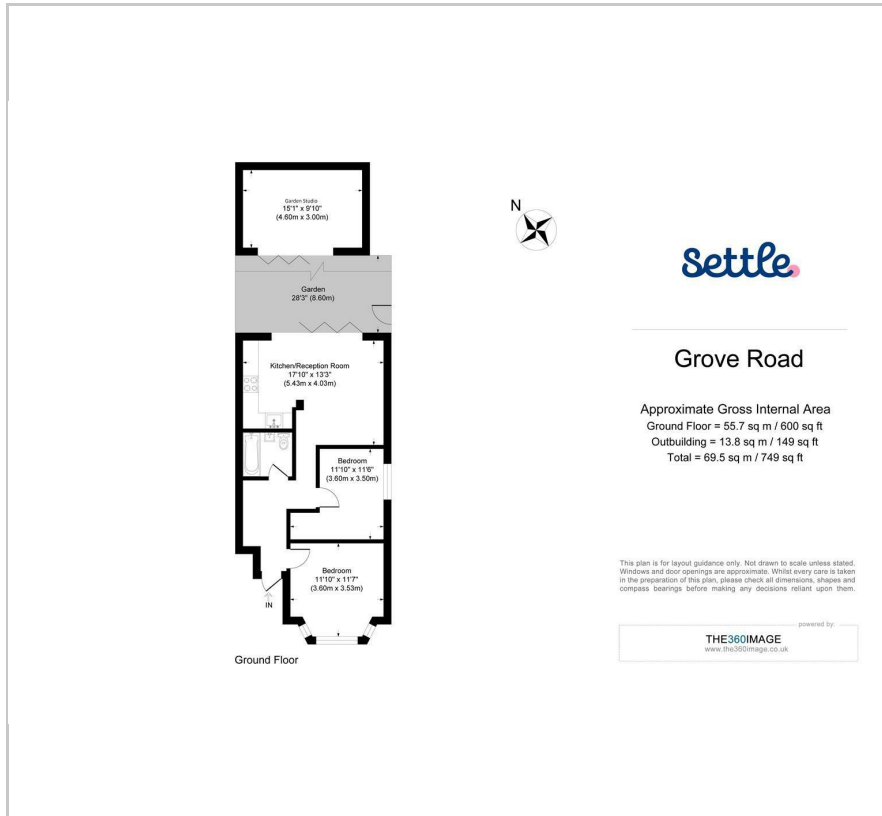 Garden Studio
15'1" x 9'10"
(4.60m x 3.00m)
N
Garden
28'3" (8.60m)
Kitchen/Reception Room
17'10" x 13'3"
(5.43m x 4.03m)
Bedroom
11'10" x 11'6"
(3.60m x 3.50m)
Bedroom
11'10" x 11'7"
(3.60m x 3.53m)
IN
Ground Floor
settle
Grove Road
Approximate Gross Internal Area
Ground Floor = 55.7 sq m / 600 sq ft
Outbuilding = 13.8 sq m / 149 sq ft
Total = 69.5 sq m / 749 sq ft
This plan is for layout guidance only. Not drawn to scale unless stated.
Windows and door openings are approximate. Whilst every care is taken
in the preparation of this plan, please check all dimensions, shapes and
compass bearings before making any decisions reliant upon them.
powered by:
THE360IMAGE
www.the360image.co.uk